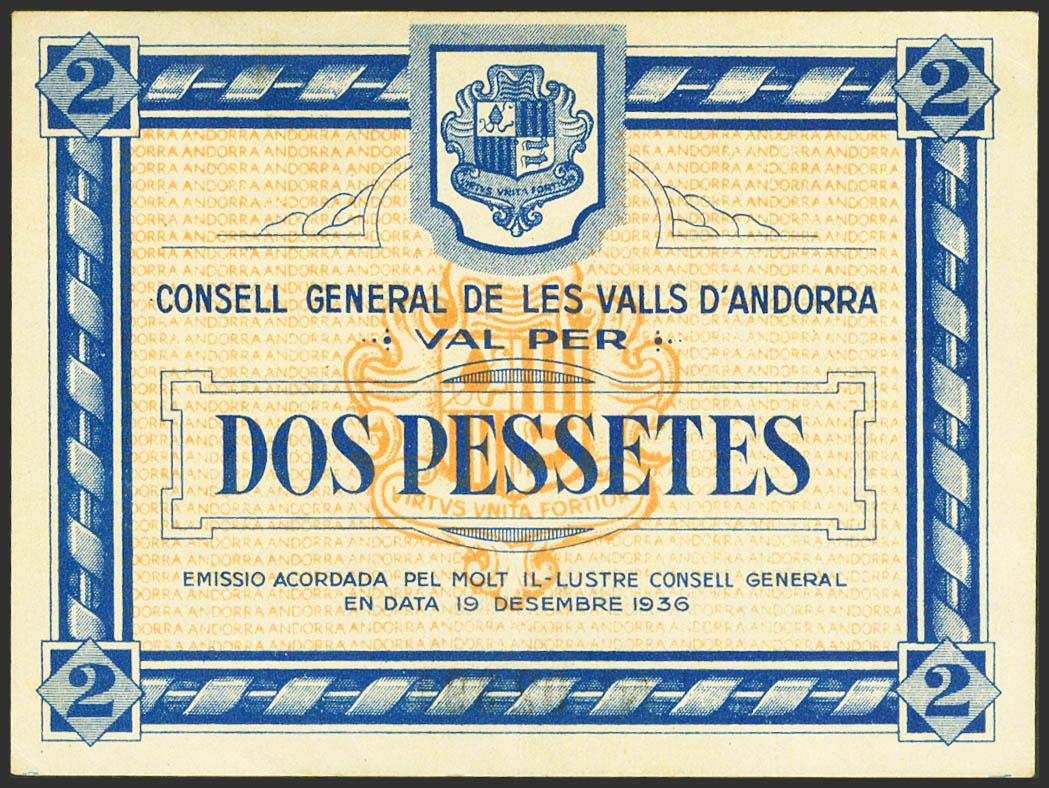 2 2
VIRTVS VNITA FORTIOR
CONSELL GENERAL DE LES VALLS D'ANDORRA
VAL PER
DOS PESSETES
VIRTVS VNITA FORTIOR
EMISSIO ACORDADA PEL MOLT IL-LUSTRE CONSELL GENERAL
EN DATA 19 DESEMBRE 1936
2 2